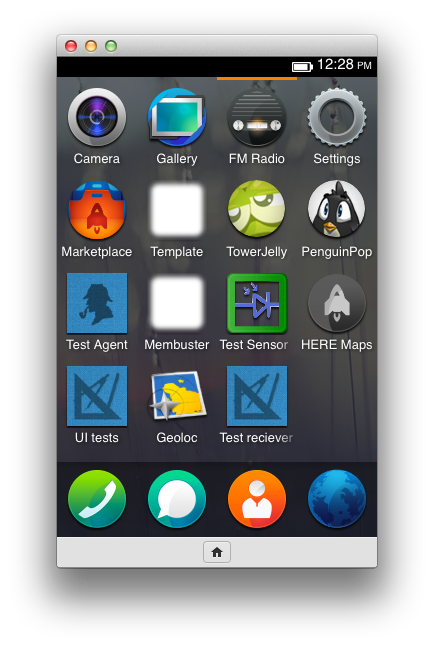 12:28 PM
Camera Gallery FM Radio Settings
Marketplace Template TowerJelly PenguinPop
Test Agent Membuster Test Sensor HERE Maps
UI tests Geoloc Test reciever